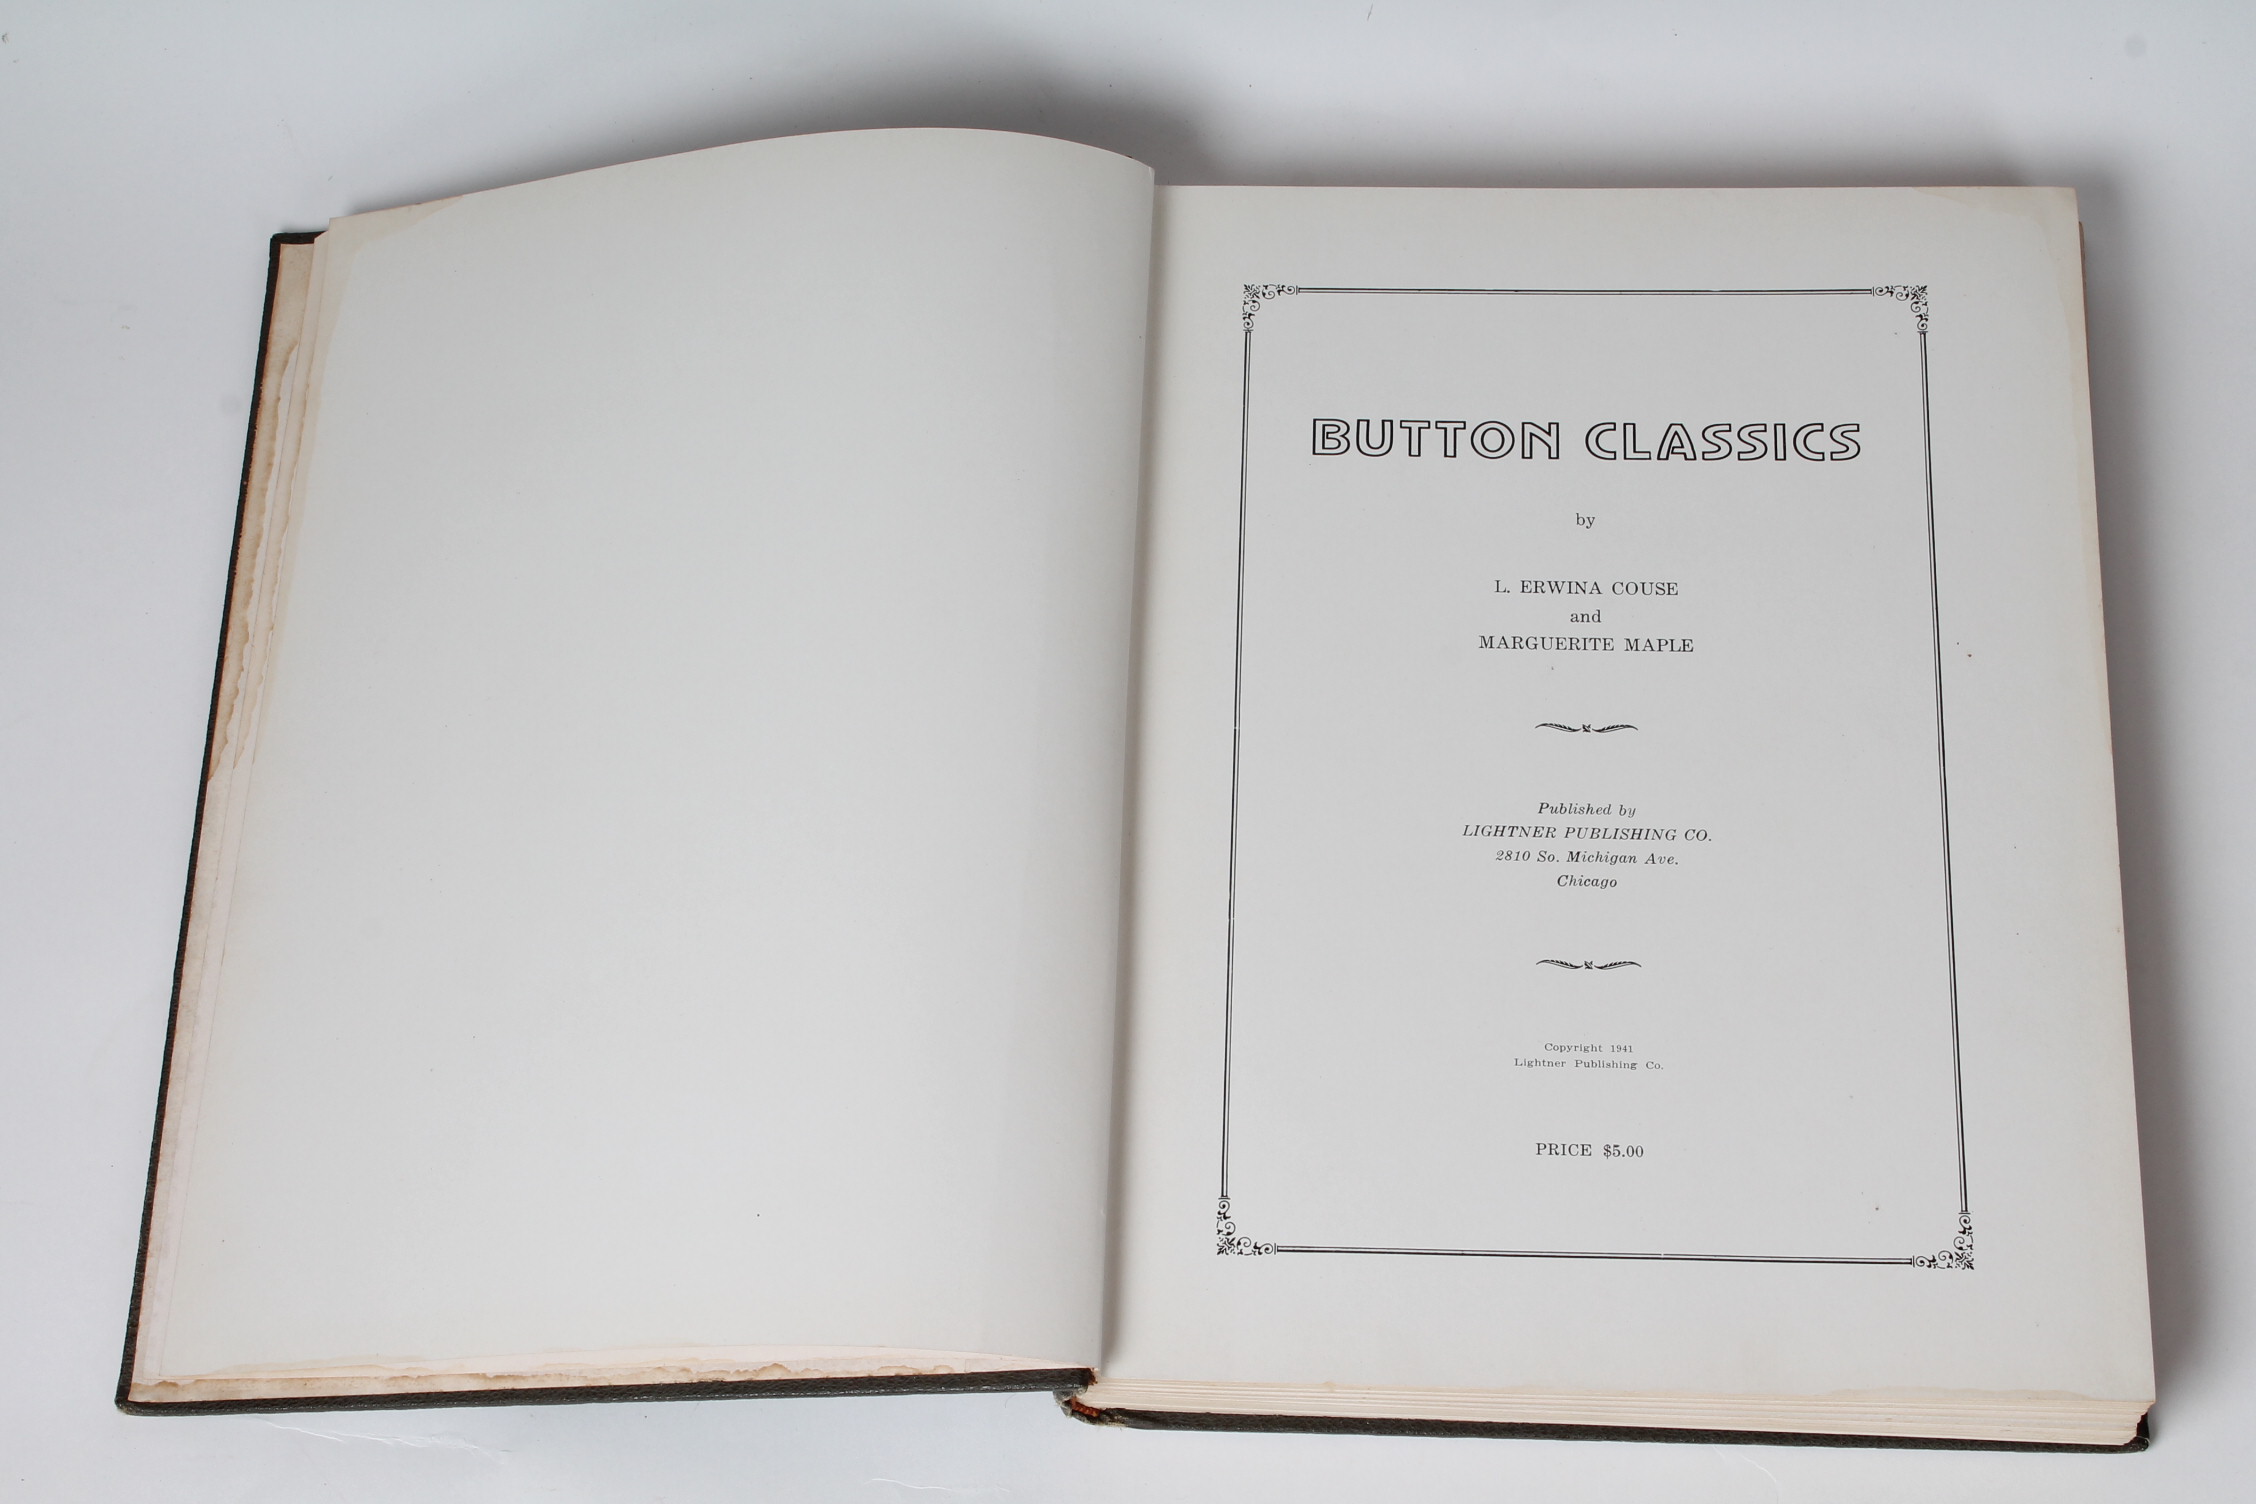 BUTTON CLASSICS
by
L. ERWINA COUSE
and
MARGUERITE MAPLE
Published by
LIGHTNER PUBLISHING CO.
2810 So. Michigan Ave.
Chicago
Copyright 1941
Lightner Publishing Co.
PRICE $5.00